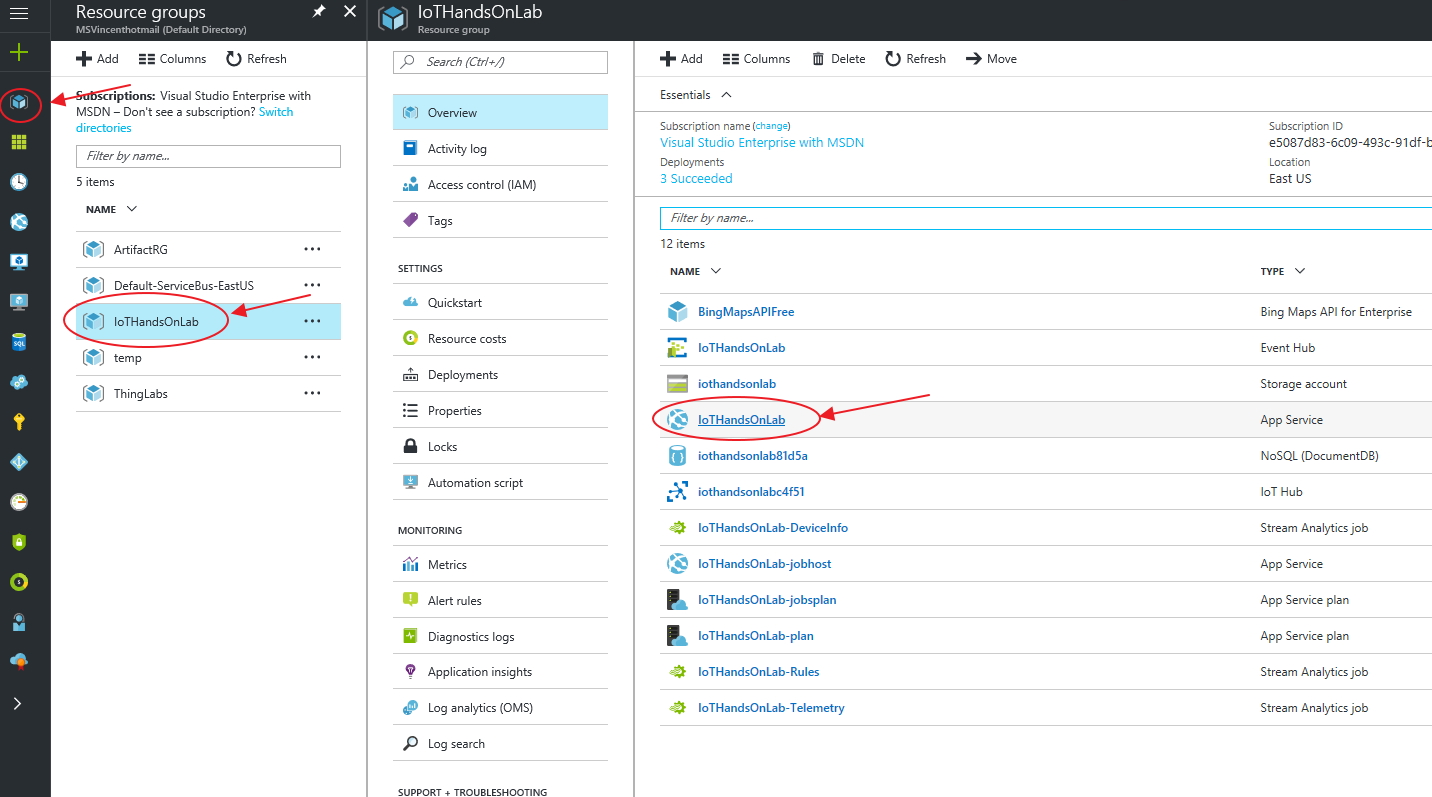 Resource groups
MSVincenthotmail (Default Directory)
Add
Columns
Refresh
Subscriptions: Visual Studio Enterprise with
MSDN – Don't see a subscription? Switch
directories
Filter by name...
5 items
NAME
ArtifactRG
Default-ServiceBus-EastUS
IoTHandsOnLab
temp
ThingLabs
IoTHandsOnLab
Resource group
Search (Ctrl+/)
Overview
Activity log
Access control (IAM)
Tags
SETTINGS
Quickstart
Resource costs
Deployments
Properties
Locks
Automation script
MONITORING
Metrics
Alert rules
Diagnostics logs
Application insights
Log analytics (OMS)
Log search
SUPPORT + TROUBLESHOOTING
Add
Columns
Delete
Refresh
Move
Essentials
Subscription name (change)
Visual Studio Enterprise with MSDN
Deployments
3 Succeeded
Subscription ID
e5087d83-6c09-493c-91df-b
Location
East US
Filter by name...
12 items
NAME TYPE
BingMapsAPIFree Bing Maps API for Enterprise
IoTHandsOnLab Event Hub
iothandsonlab Storage account
IoTHandsOnLab App Service
iothandsonlab81d5a NoSQL (DocumentDB)
iothandsonlabc4f51 IoT Hub
IoTHandsOnLab-DeviceInfo Stream Analytics job
IoTHandsOnLab-jobhost App Service
IoTHandsOnLab-jobsplan App Service plan
IoTHandsOnLab-plan App Service plan
IoTHandsOnLab-Rules Stream Analytics job
IoTHandsOnLab-Telemetry Stream Analytics job
SQL